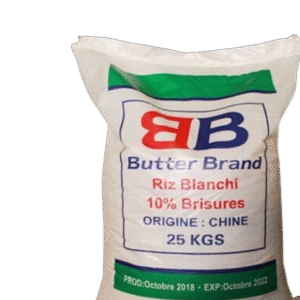 BB
Butter Brand
Riz Blanchi
10% Brisures
ORIGINE : CHINE
25 KGS
PROD:Octobre 2018 - EXP:Octobre 2022